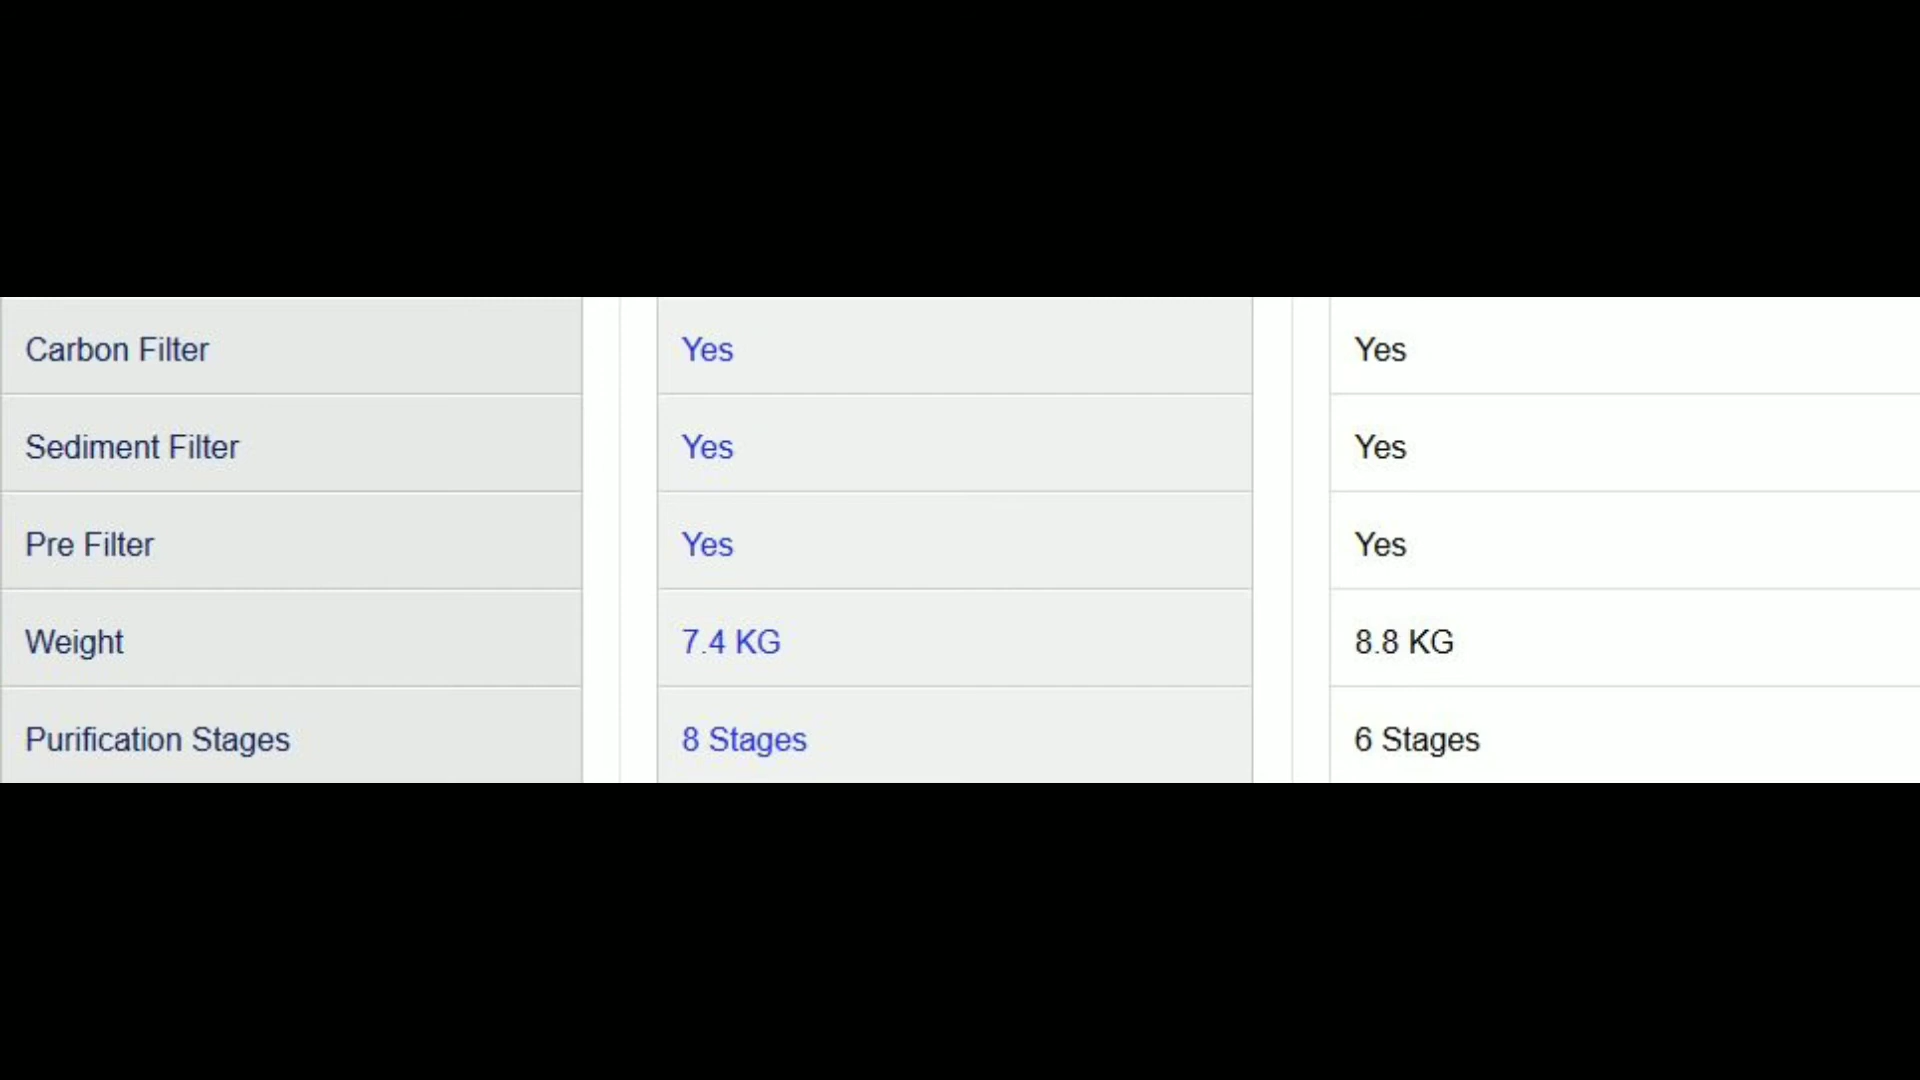 Carbon Filter Yes Yes
Sediment Filter Yes Yes
Pre Filter Yes Yes
Weight 7.4 KG 8.8 KG
Purification Stages 8 Stages 6 Stages